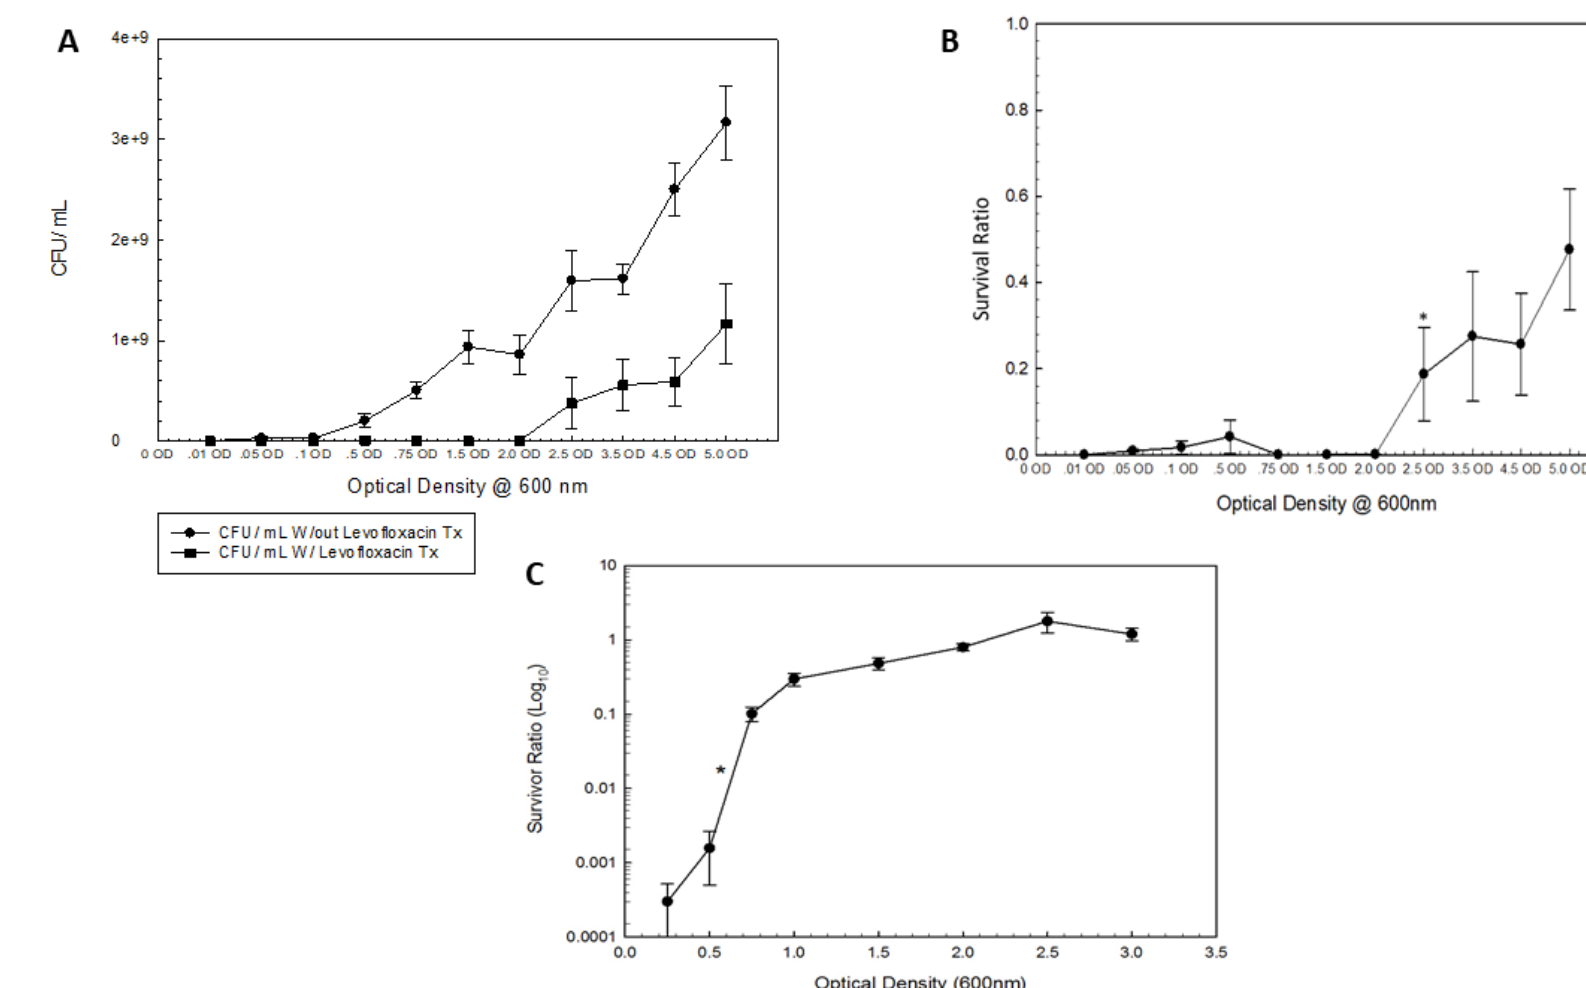 A
4e+9
3e+9
2e+9
1e+9
0
CFU/ mL
0 OD .01 OD .05 OD .1 OD .5 OD .75 OD 1.5 OD 2.0 OD 2.5 OD 3.5 OD 4.5 OD 5.0 OD
Optical Density @ 600 nm
CFU / mL W/out Levofloxacin Tx
CFU / mL W/ Levofloxacin Tx
B
1.0
0.8
0.6
0.4
0.2
0.0
Survival Ratio
*
0 OD .01 OD .05 OD .1 OD .5 OD .75 OD 1.5 OD 2.0 OD 2.5 OD 3.5 OD 4.5 OD 5.0 OD
Optical Density @ 600nm
C
10
1
0.1
0.01
0.001
0.0001
Survivor Ratio (Log10)
*
0.0 0.5 1.0 1.5 2.0 2.5 3.0 3.5
Optical Density (600nm)